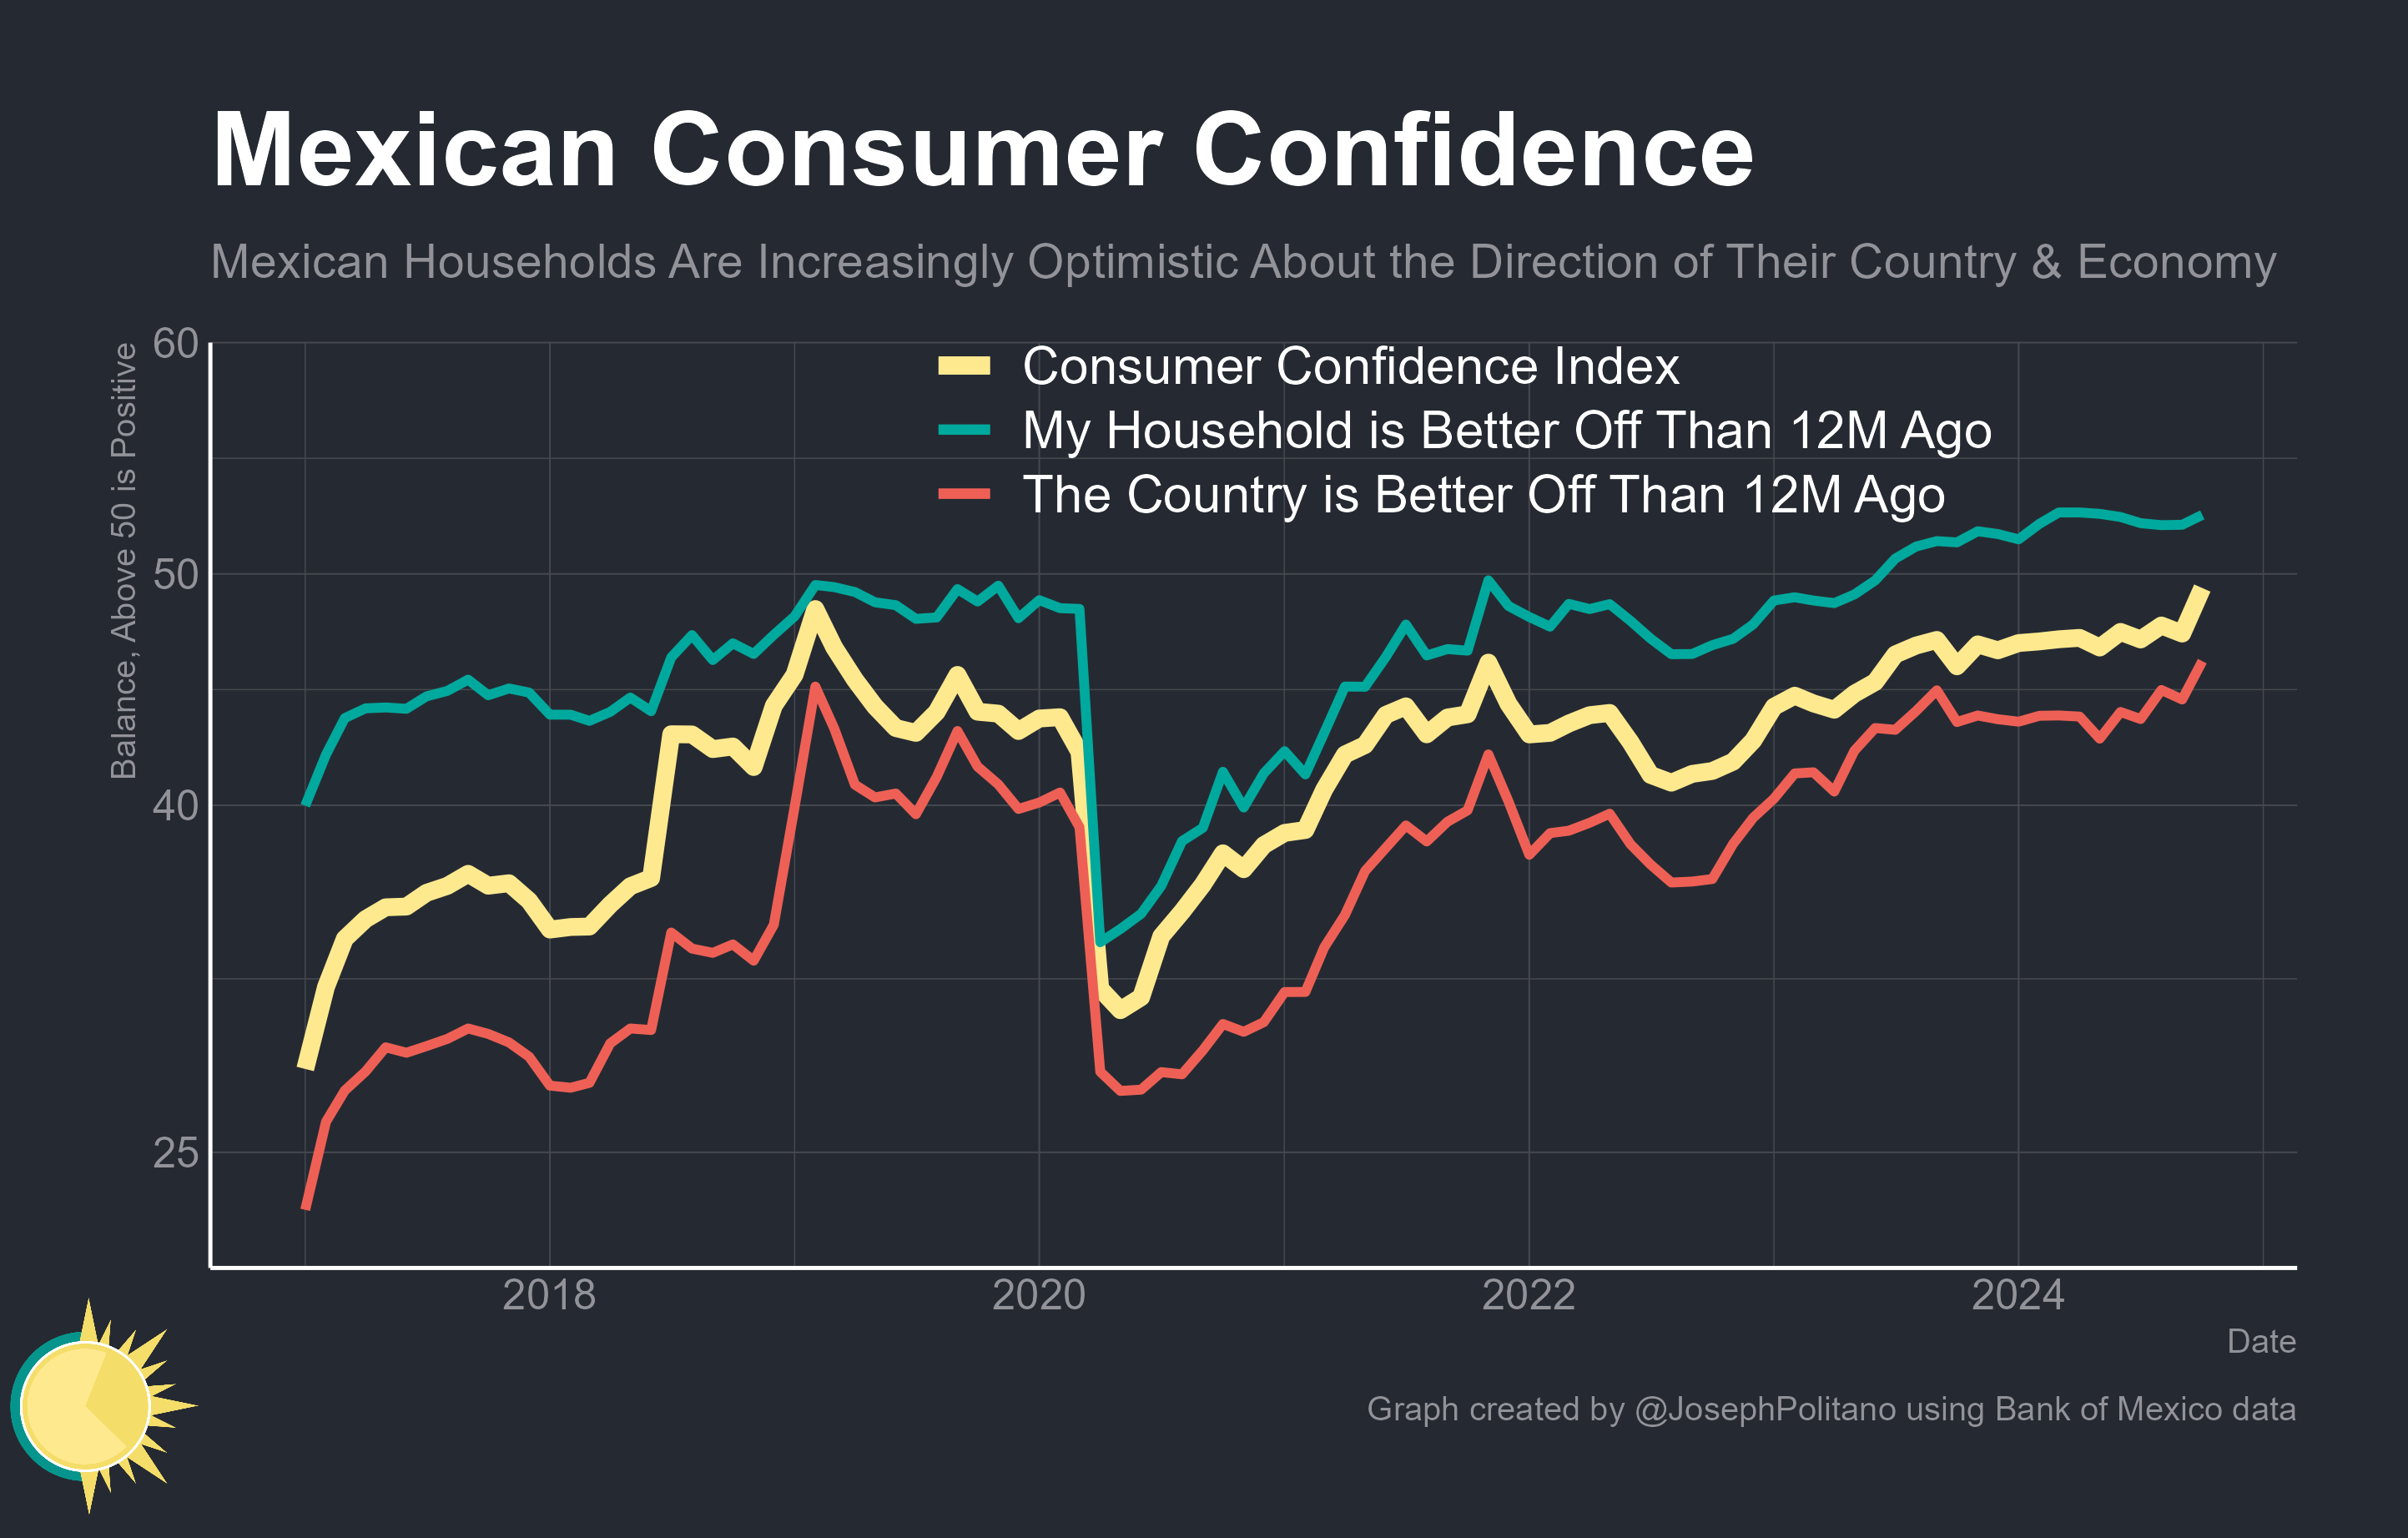 Mexican Consumer Confidence
Mexican Households Are Increasingly Optimistic About the Direction of Their Country & Economy
Balance, Above 50 is Positive
60
50
40
25
Consumer Confidence Index
My Household is Better Off Than 12M Ago
The Country is Better Off Than 12M Ago
2018
2020
2022
2024
Date
Graph created by @JosephPolitano using Bank of Mexico data